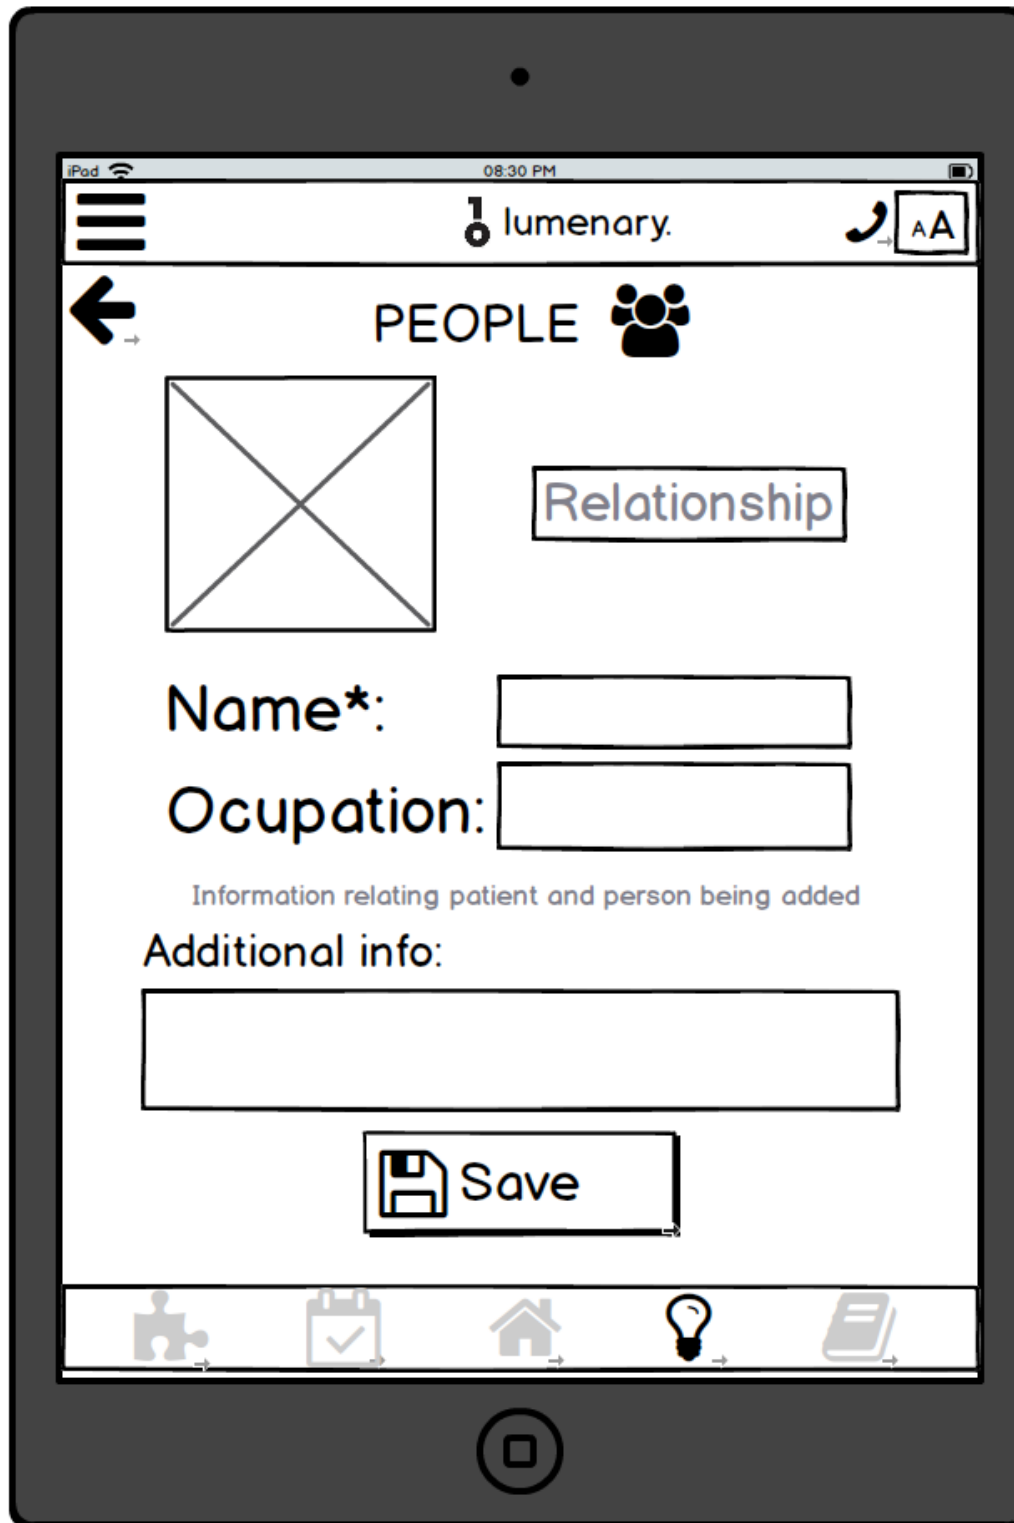 iPad 08:30 PM
lumenary. AA
PEOPLE
Relationship
Name*:
Ocupation:
Information relating patient and person being added
Additional info:
Save